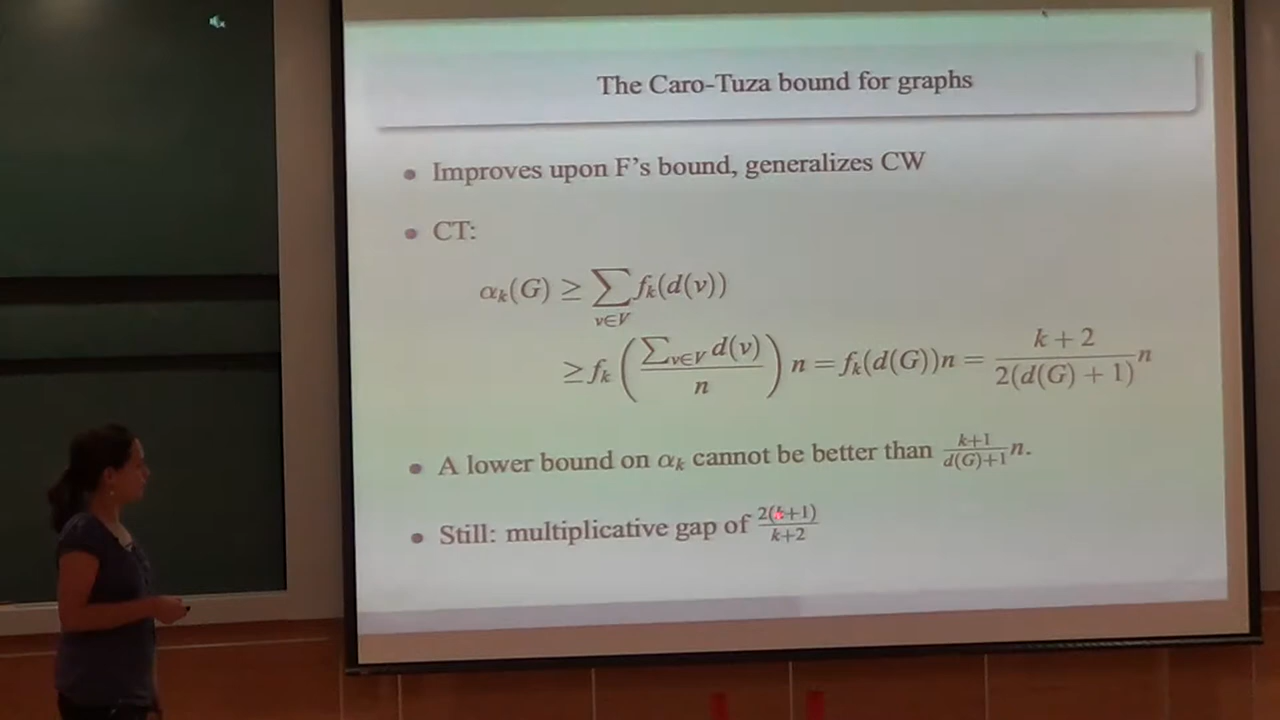 The Caro-Tuza bound for graphs
• Improves upon F's bound, generalizes CW
• CT:
αₖ(G) ≥ ∑_{v∈V} fₖ(d(v))
≥ fₖ ( (∑_{v∈V} d(v)) / n ) n = fₖ(d(G))n = (k + 2) / (2(d(G) + 1)) n
• A lower bound on αₖ cannot be better than (k+1)/(d(G)+1) n.
• Still: multiplicative gap of 2(k+1)/(k+2)